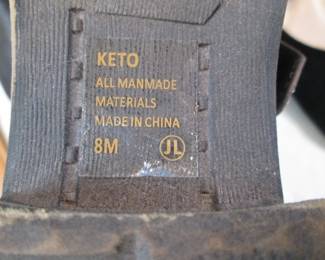 KETO
ALL MANMADE
MATERIALS
MADE IN CHINA
8M JL